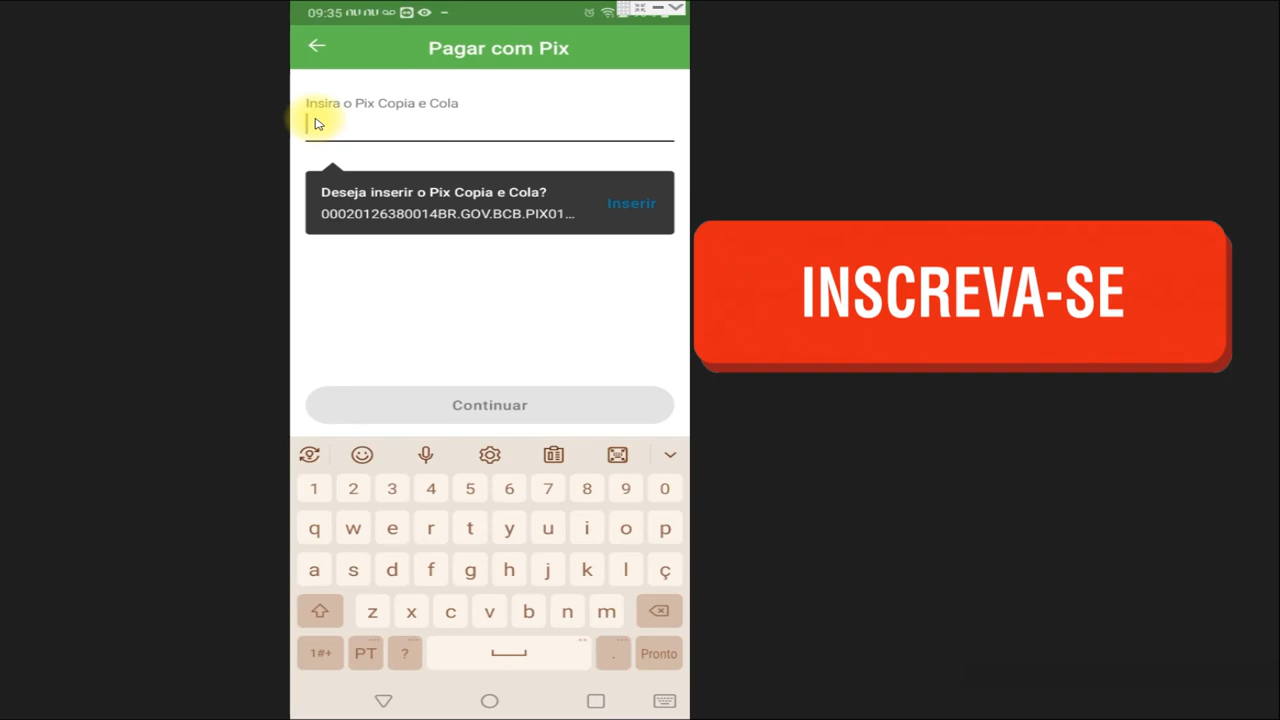 09:35
Pagar com Pix
Insira o Pix Copia e Cola
Deseja inserir o Pix Copia e Cola?
00020126380014BR.GOV.BCB.PIX01...
Inserir
INSCREVA-SE
Continuar
1 2 3 4 5 6 7 8 9 0
q w e r t y u i o p
a s d f g h j k l ç
z x c v b n m
1#+ PT ? . Pronto